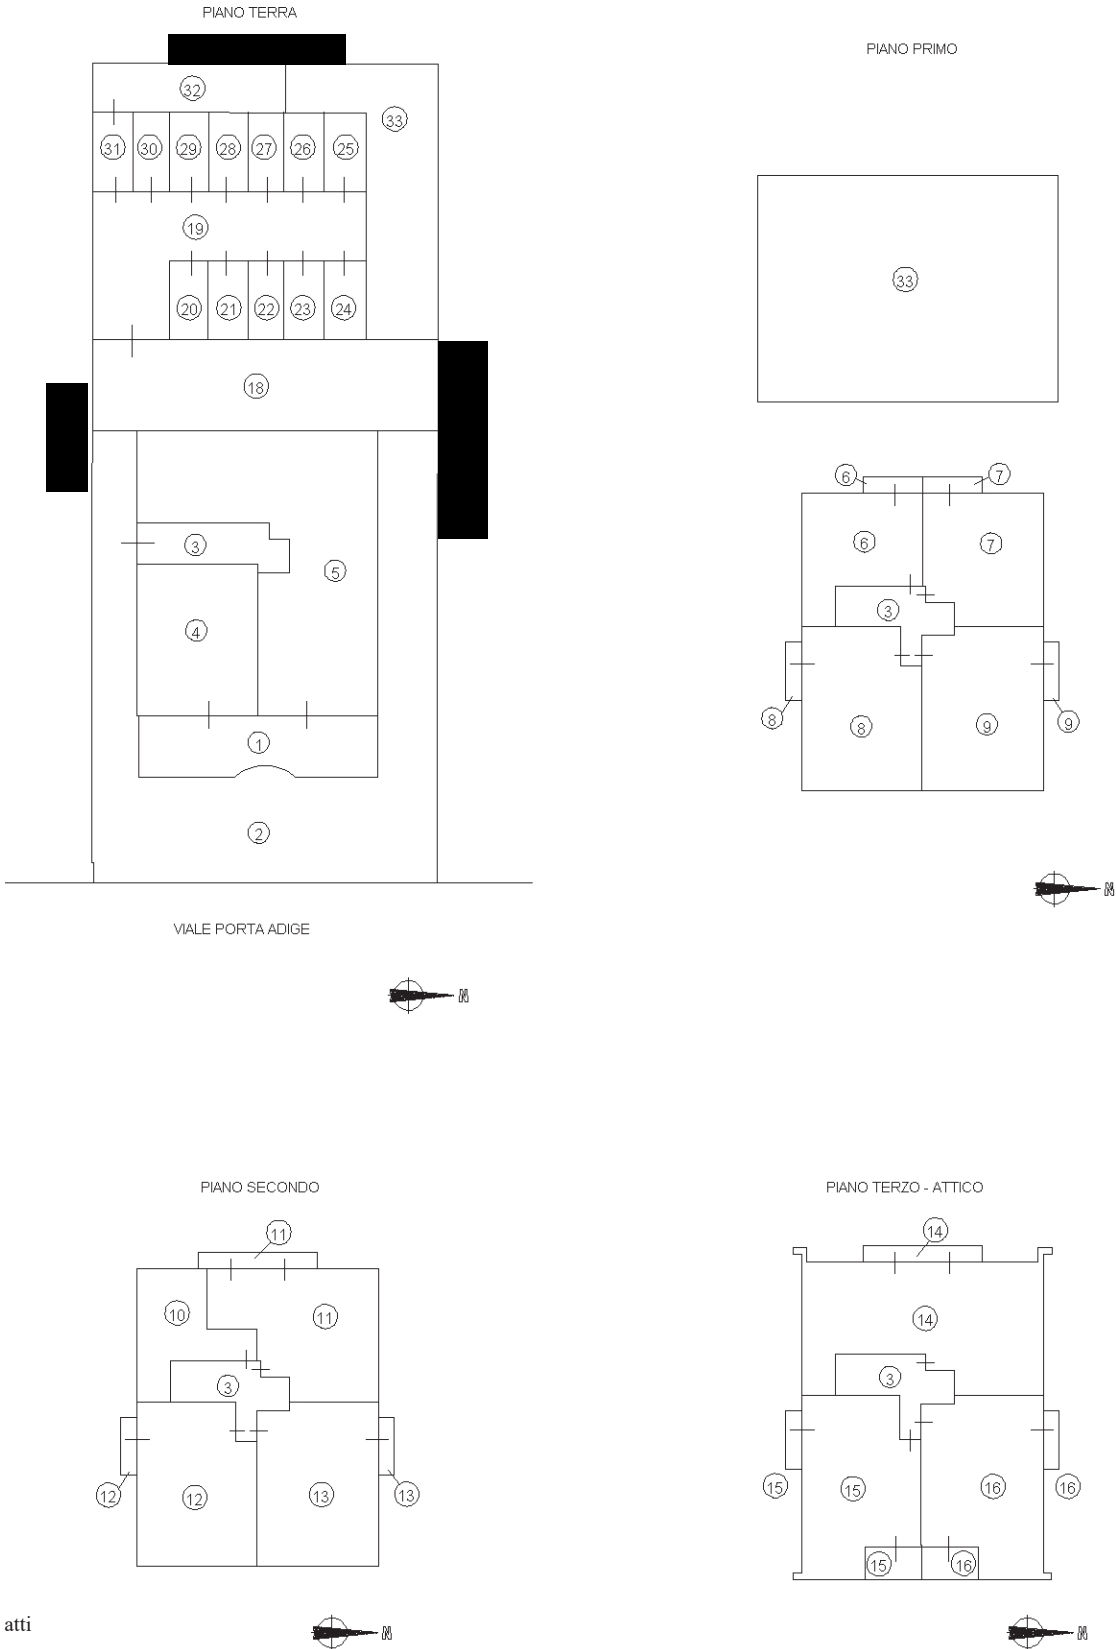 PIANO TERRA
32
33
31 30 29 28 27 26 25
19
20 21 22 23 24
18
3
5
4
1
2
VIALE PORTA ADIGE
N
PIANO PRIMO
33
6 7
6 7
3
8 8 9 9
N
PIANO SECONDO
11
10 11
3
12 12 13 13
N
PIANO TERZO - ATTICO
14
14
3
15 15 16 16
15 16
N
atti